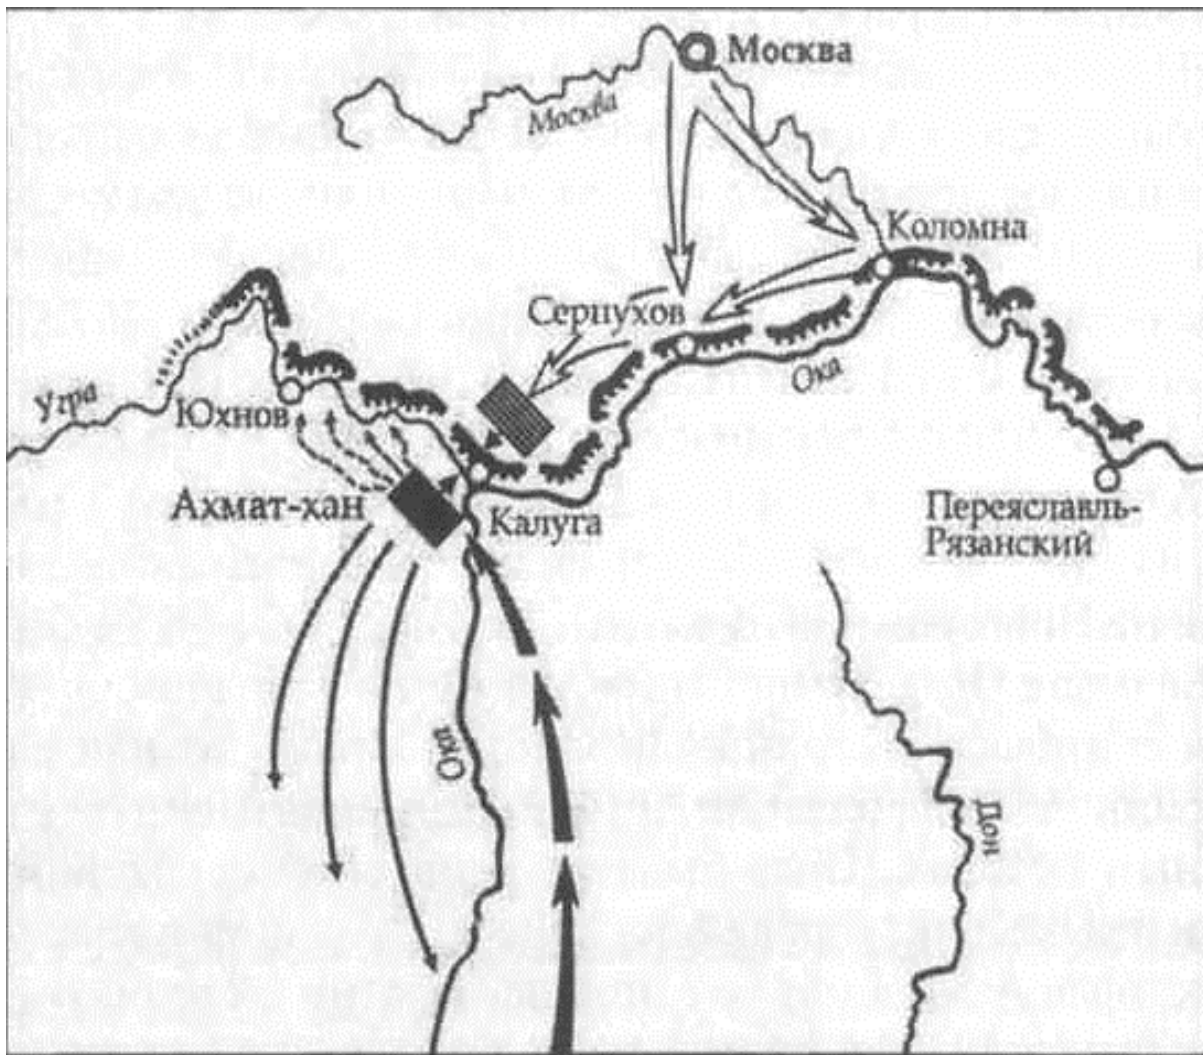 Москва
Москва
Коломна
Серпухов
Ока
Угра
Юхнов
Ахмат-хан
Калуга
Переяславль-
Рязанский
Ока
Дон